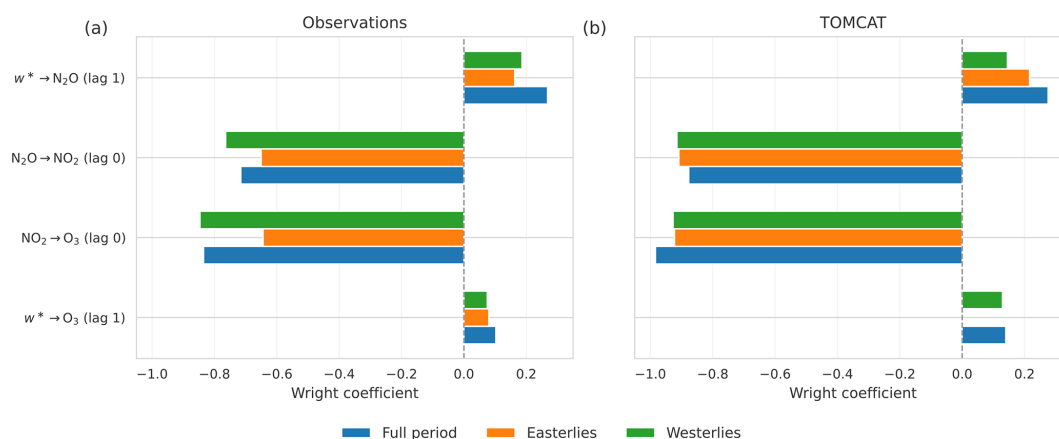 (a) Observations
(b) TOMCAT
w* → N₂O (lag 1)
N₂O → NO₂ (lag 0)
NO₂ → O₃ (lag 0)
w* → O₃ (lag 1)
−1.0 −0.8 −0.6 −0.4 −0.2 0.0 0.2
−1.0 −0.8 −0.6 −0.4 −0.2 0.0 0.2
Wright coefficient
Wright coefficient
Full period Easterlies Westerlies